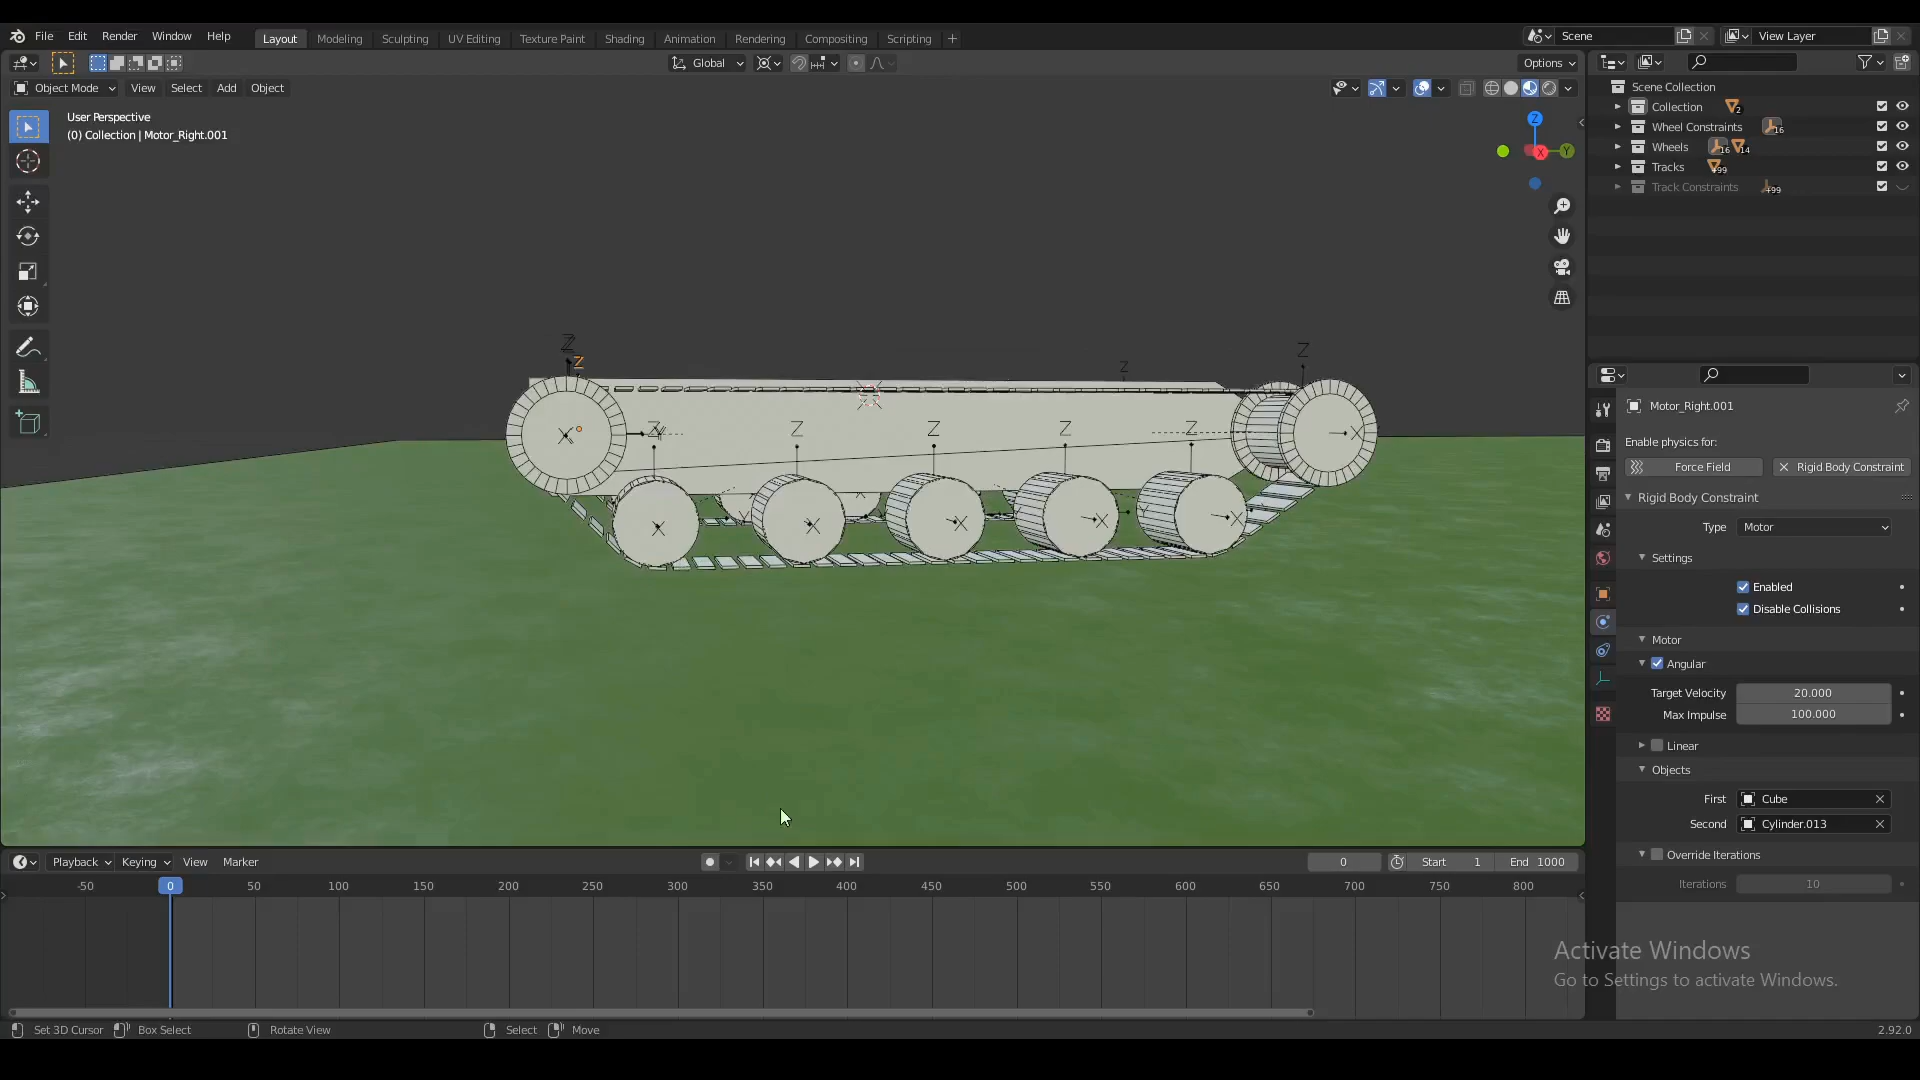 File Edit Render Window Help
Layout Modeling Sculpting UV Editing Texture Paint Shading Animation Rendering Compositing Scripting +
Scene
View Layer
Global
Options
Object Mode View Select Add Object
User Perspective
(0) Collection | Motor_Right.001
Z
X
Y
Scene Collection
Collection 2
Wheel Constraints 16
Wheels 16 14
Tracks +99
Track Constraints +99
Z Z Z
Z Z Z Z Z Z
X X
X X X X X
Motor_Right.001
Enable physics for:
Force Field
Rigid Body Constraint
Rigid Body Constraint
Type Motor
Settings
Enabled
Disable Collisions
Motor
Angular
Target Velocity 20.000
Max Impulse 100.000
Linear
Objects
First Cube
Second Cylinder.013
Override Iterations
Iterations 10
Playback Keying View Marker
0
Start 1
End 1000
-50 0 50 100 150 200 250 300 350 400 450 500 550 600 650 700 750 800
Activate Windows
Go to Settings to activate Windows.
Set 3D Cursor Box Select Rotate View Select Move
2.92.0